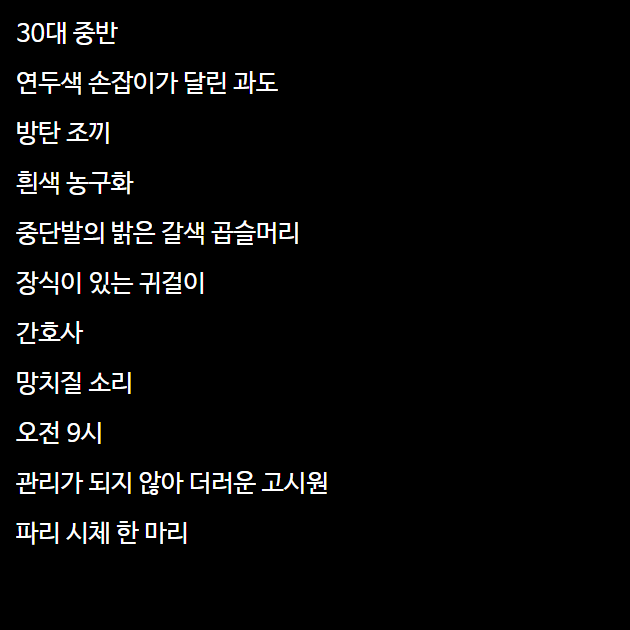 30대 중반
연두색 손잡이가 달린 과도
방탄 조끼
흰색 농구화
중단발의 밝은 갈색 곱슬머리
장식이 있는 귀걸이
간호사
망치질 소리
오전 9시
관리가 되지 않아 더러운 고시원
파리 시체 한 마리